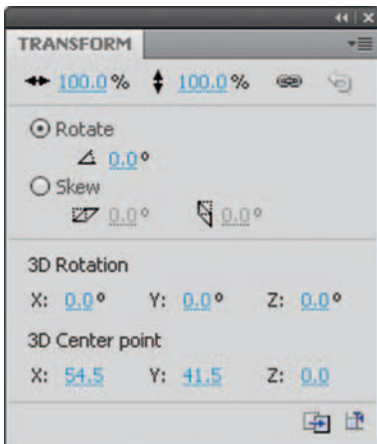 TRANSFORM
100.0 % 100.0 %
Rotate
0.0 °
Skew
0.0 ° 0.0 °
3D Rotation
X: 0.0 ° Y: 0.0 ° Z: 0.0 °
3D Center point
X: 54.5 Y: 41.5 Z: 0.0